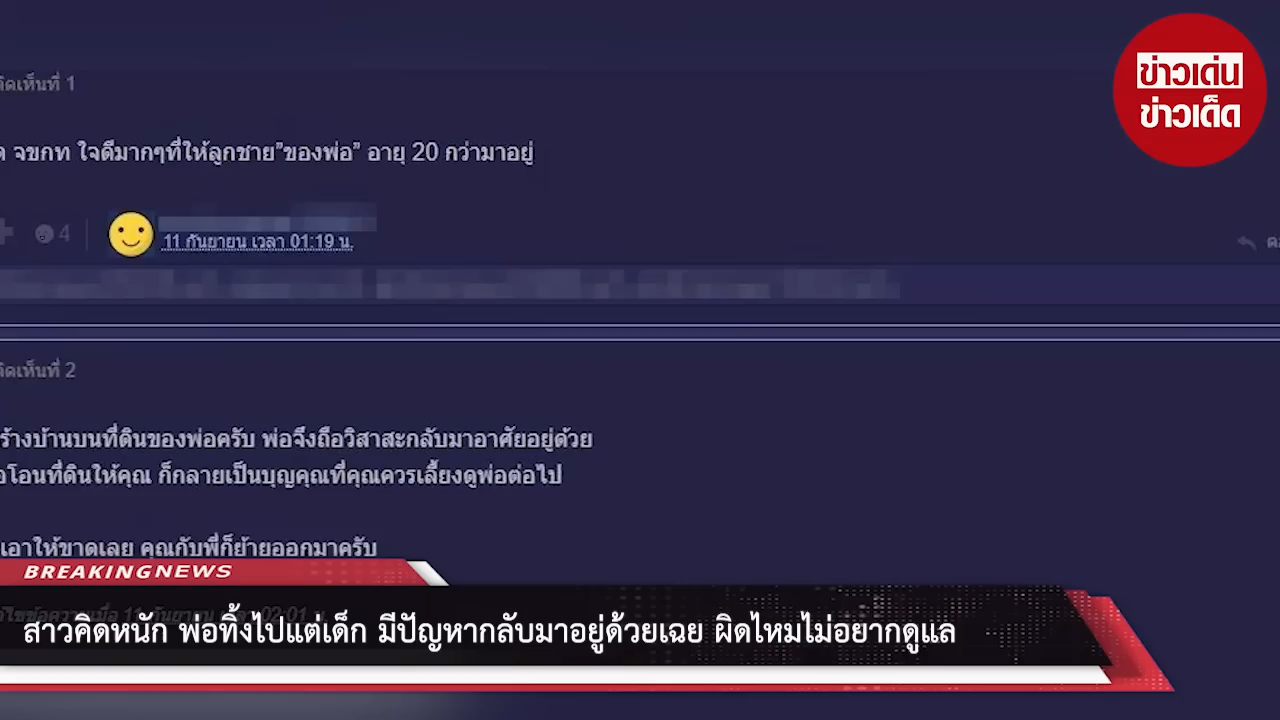 ข่าวเด่น
ข่าวเด็ด
คิดเห็นที่ 1
จขกท ใจดีมากๆที่ให้ลูกชาย"ของพ่อ" อายุ 20 กว่ามาอยู่
4
11 กันยายน เวลา 01:19 น.
คิดเห็นที่ 2
ร้างบ้านบนที่ดินของพ่อครับ พ่อจึงถือวิสาสะกลับมาอาศัยอยู่ด้วย
โอนที่ดินให้คุณ ก็กลายเป็นบุญคุณที่คุณควรเลี้ยงดูพ่อต่อไป
เอาให้ขาดเลย คุณกับพี่ก็ย้ายออกมาครับ
BREAKING NEWS
สาวคิดหนัก พ่อทิ้งไปแต่เด็ก มีปัญหากลับมาอยู่ด้วยเฉย ผิดไหมไม่อยากดูแล